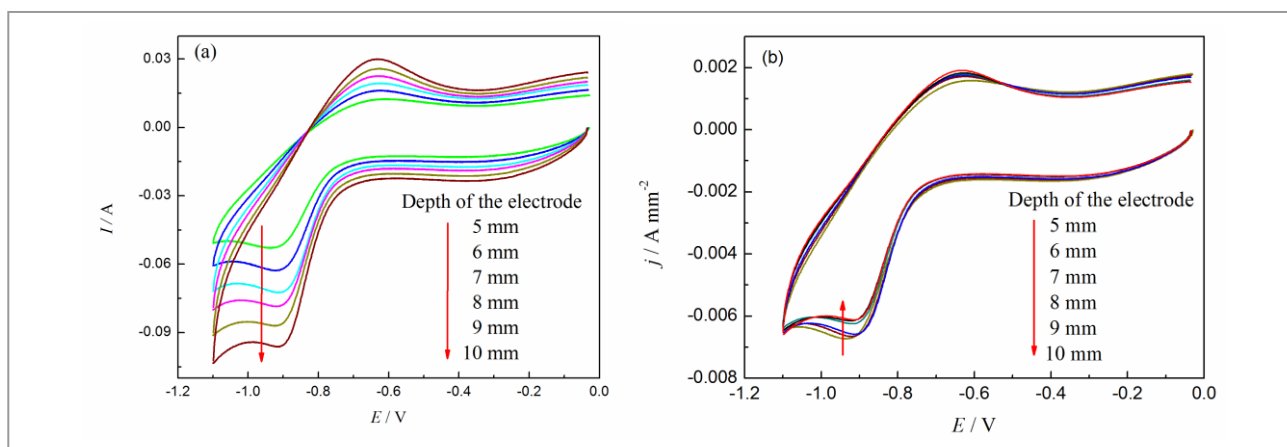 (a)
0.03
0.00
-0.03
-0.06
-0.09
I / A
Depth of the electrode
5 mm
6 mm
7 mm
8 mm
9 mm
10 mm
-1.2 -1.0 -0.8 -0.6 -0.4 -0.2 0.0
E / V
(b)
0.002
0.000
-0.002
-0.004
-0.006
-0.008
j / A mm⁻²
Depth of the electrode
5 mm
6 mm
7 mm
8 mm
9 mm
10 mm
-1.2 -1.0 -0.8 -0.6 -0.4 -0.2 0.0
E / V